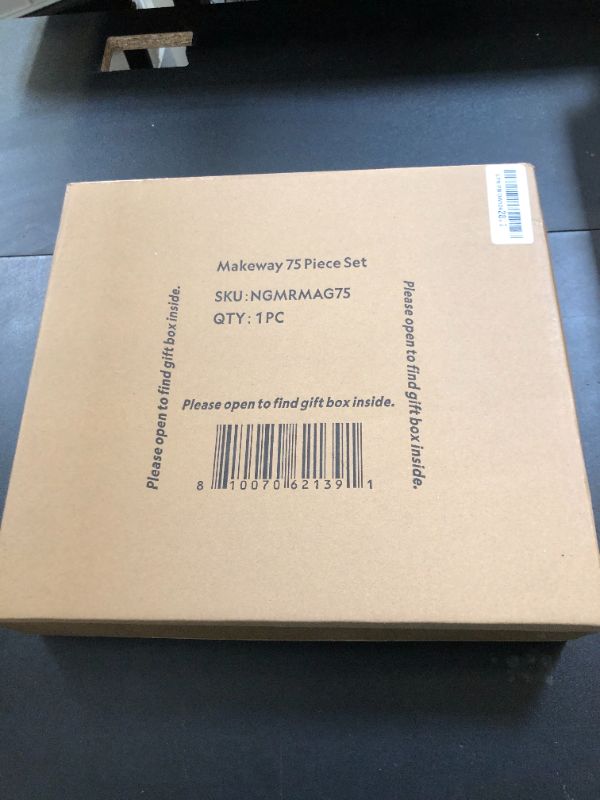 Makeway 75 Piece Set
SKU:NGMRMAG75
QTY: 1PC
Please open to find gift box inside.
Please open to find gift box inside.
Please open to find gift box inside.
8 10070 62139 1